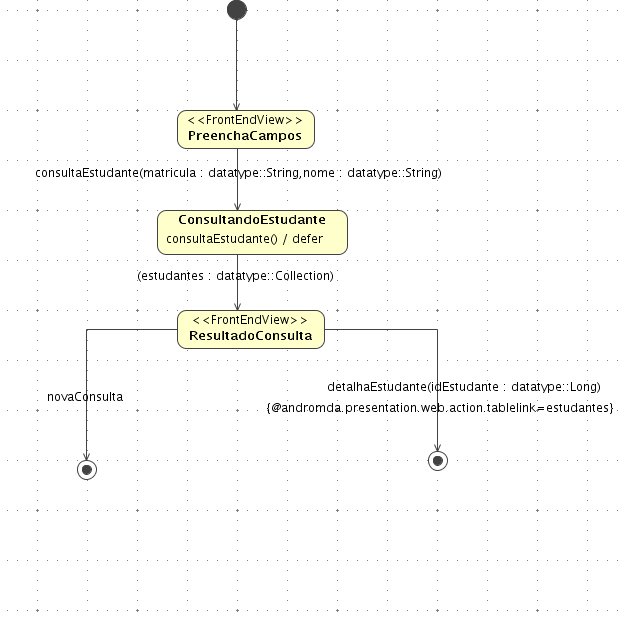 <<FrontEndView>>
PreenchaCampos
consultaEstudante(matricula : datatype::String,nome : datatype::String)
ConsultandoEstudante
consultaEstudante() / defer
(estudantes : datatype::Collection)
<<FrontEndView>>
ResultadoConsulta
detalhaEstudante(idEstudante : datatype::Long)
novaConsulta
{@andromda.presentation.web.action.tablelink=estudantes}